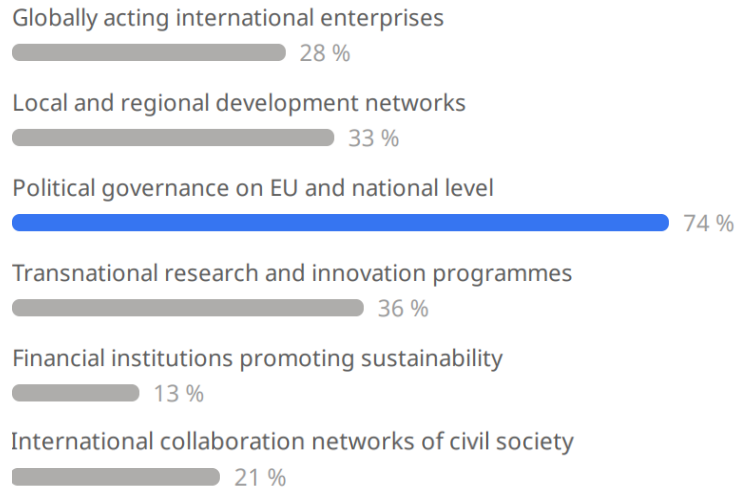 Globally acting international enterprises
28 %
Local and regional development networks
33 %
Political governance on EU and national level
74 %
Transnational research and innovation programmes
36 %
Financial institutions promoting sustainability
13 %
International collaboration networks of civil society
21 %